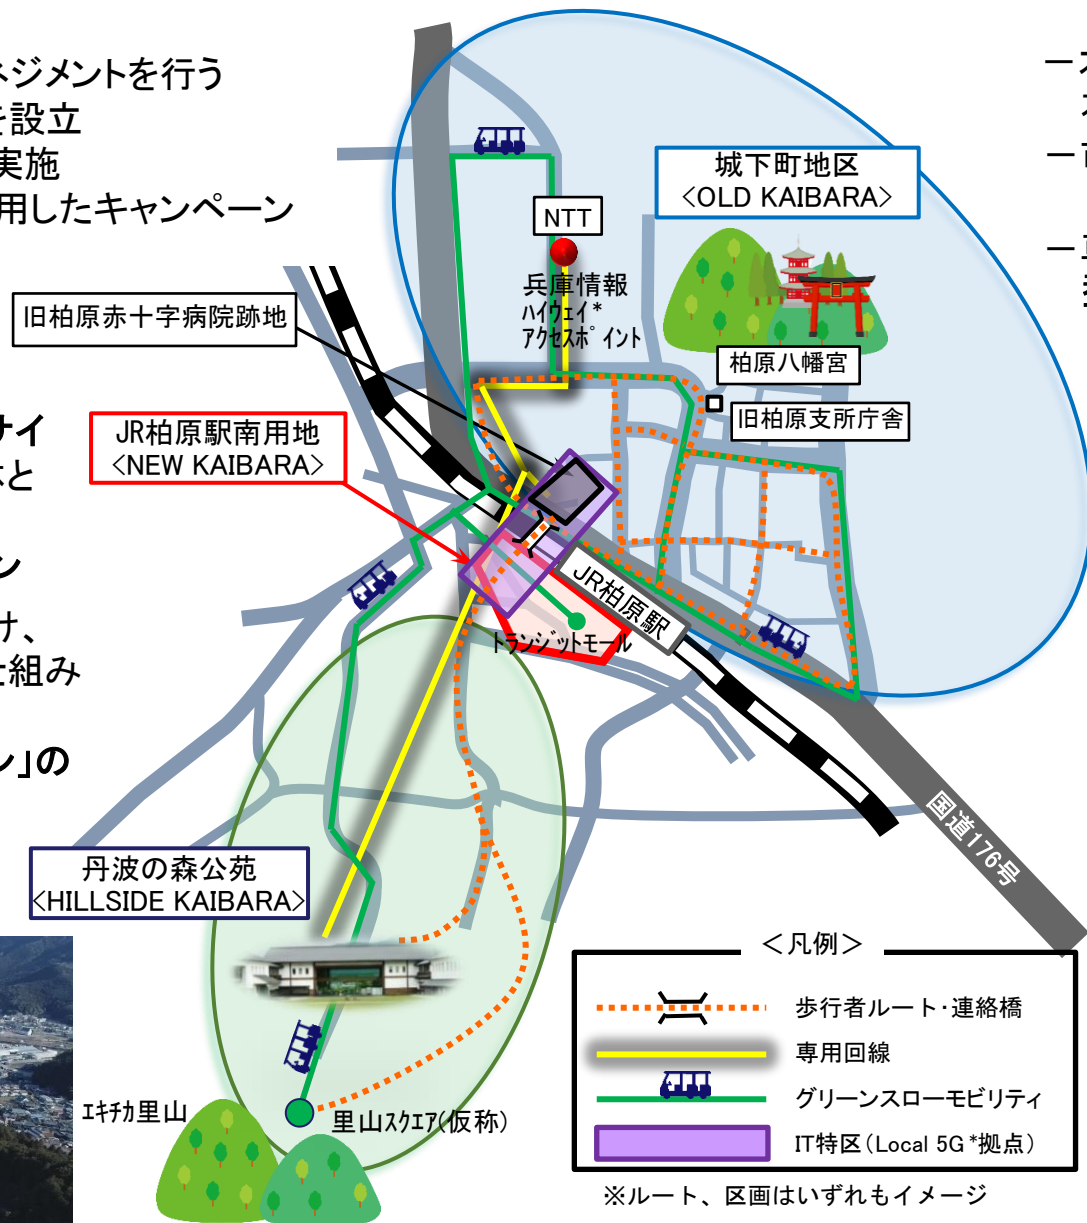 ネジメントを行う
を設立
実施
用したキャンペーン
城下町地区
<OLD KAIBARA>
NTT
兵庫情報
ハイウェイ*
アクセスポイント
旧柏原赤十字病院跡地
柏原八幡宮
旧柏原支所庁舎
JR柏原駅南用地
<NEW KAIBARA>
サイ
体と
ン
け、
仕組み
ン」の
JR柏原駅
トランジットモール
国道176号
丹波の森公苑
<HILLSIDE KAIBARA>
エキチカ里山
里山スクエア(仮称)
<凡例>
歩行者ルート・連絡橋
専用回線
グリーンスローモビリティ
IT特区(Local 5G*拠点)
※ルート、区画はいずれもイメージ